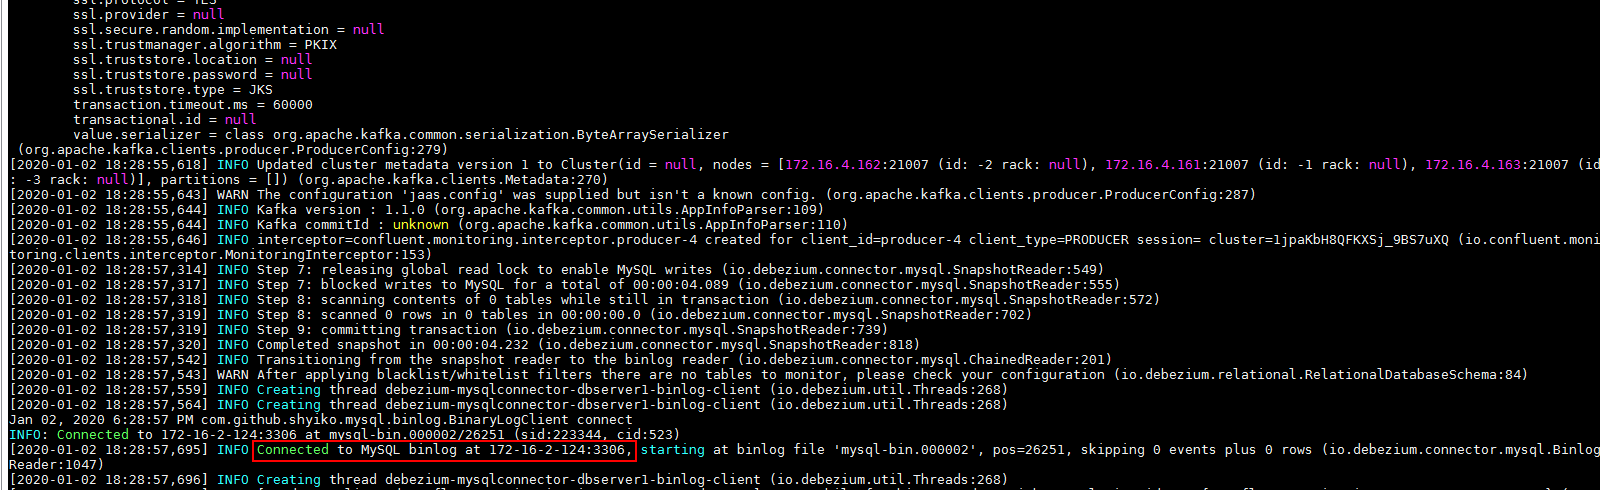 ssl.protocol = TLS
ssl.provider = null
ssl.secure.random.implementation = null
ssl.trustmanager.algorithm = PKIX
ssl.truststore.location = null
ssl.truststore.password = null
ssl.truststore.type = JKS
transaction.timeout.ms = 60000
transactional.id = null
value.serializer = class org.apache.kafka.common.serialization.ByteArraySerializer
(org.apache.kafka.clients.producer.ProducerConfig:279)
[2020-01-02 18:28:55,618] INFO Updated cluster metadata version 1 to Cluster(id = null, nodes = [172.16.4.162:21007 (id: -2 rack: null), 172.16.4.161:21007 (id: -1 rack: null), 172.16.4.163:21007 (id
: -3 rack: null)], partitions = []) (org.apache.kafka.clients.Metadata:270)
[2020-01-02 18:28:55,643] WARN The configuration 'jaas.config' was supplied but isn't a known config. (org.apache.kafka.clients.producer.ProducerConfig:287)
[2020-01-02 18:28:55,644] INFO Kafka version : 1.1.0 (org.apache.kafka.common.utils.AppInfoParser:109)
[2020-01-02 18:28:55,644] INFO Kafka commitId : unknown (org.apache.kafka.common.utils.AppInfoParser:110)
[2020-01-02 18:28:55,646] INFO interceptor=confluent.monitoring.interceptor.producer-4 created for client_id=producer-4 client_type=PRODUCER session= cluster=1jpaKbH8QFKXSj_9BS7uXQ (io.confluent.moni
toring.clients.interceptor.MonitoringInterceptor:153)
[2020-01-02 18:28:57,314] INFO Step 7: releasing global read lock to enable MySQL writes (io.debezium.connector.mysql.SnapshotReader:549)
[2020-01-02 18:28:57,317] INFO Step 7: blocked writes to MySQL for a total of 00:00:04.089 (io.debezium.connector.mysql.SnapshotReader:555)
[2020-01-02 18:28:57,318] INFO Step 8: scanning contents of 0 tables while still in transaction (io.debezium.connector.mysql.SnapshotReader:572)
[2020-01-02 18:28:57,319] INFO Step 8: scanned 0 rows in 0 tables in 00:00:00.0 (io.debezium.connector.mysql.SnapshotReader:702)
[2020-01-02 18:28:57,319] INFO Step 9: committing transaction (io.debezium.connector.mysql.SnapshotReader:739)
[2020-01-02 18:28:57,320] INFO Completed snapshot in 00:00:04.232 (io.debezium.connector.mysql.SnapshotReader:818)
[2020-01-02 18:28:57,542] INFO Transitioning from the snapshot reader to the binlog reader (io.debezium.connector.mysql.ChainedReader:201)
[2020-01-02 18:28:57,543] WARN After applying blacklist/whitelist filters there are no tables to monitor, please check your configuration (io.debezium.relational.RelationalDatabaseSchema:84)
[2020-01-02 18:28:57,559] INFO Creating thread debezium-mysqlconnector-dbserver1-binlog-client (io.debezium.util.Threads:268)
[2020-01-02 18:28:57,564] INFO Creating thread debezium-mysqlconnector-dbserver1-binlog-client (io.debezium.util.Threads:268)
Jan 02, 2020 6:28:57 PM com.github.shyiko.mysql.binlog.BinaryLogClient connect
INFO: Connected to 172-16-2-124:3306 at mysql-bin.000002/26251 (sid:223344, cid:523)
[2020-01-02 18:28:57,695] INFO Connected to MySQL binlog at 172-16-2-124:3306, starting at binlog file 'mysql-bin.000002', pos=26251, skipping 0 events plus 0 rows (io.debezium.connector.mysql.Binlog
Reader:1047)
[2020-01-02 18:28:57,696] INFO Creating thread debezium-mysqlconnector-dbserver1-binlog-client (io.debezium.util.Threads:268)